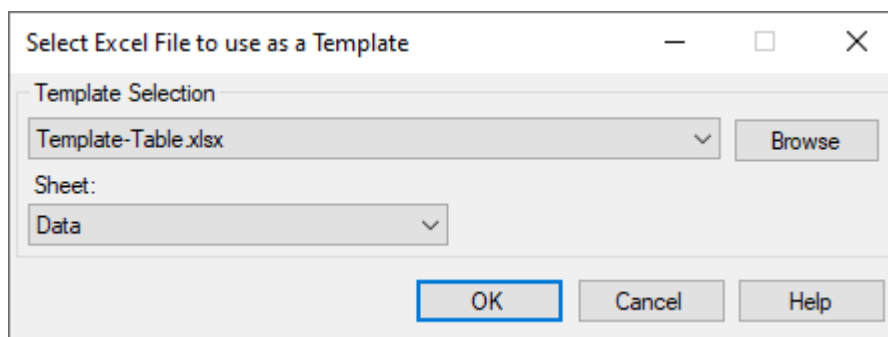 Select Excel File to use as a Template
Template Selection
Template-Table.xlsx
Browse
Sheet:
Data
OK
Cancel
Help